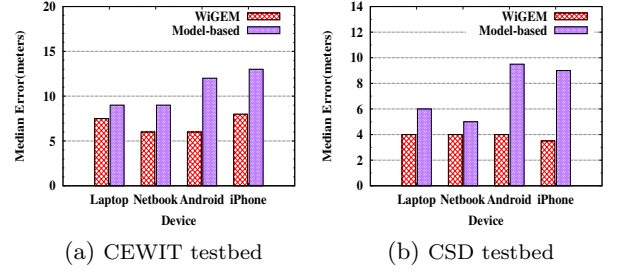 WiGEM
Model-based
Median Error(meters)
20
15
10
5
0
Laptop Netbook Android iPhone
Device
(a) CEWIT testbed
WiGEM
Model-based
Median Error(meters)
14
12
10
8
6
4
2
0
Laptop Netbook Android iPhone
Device
(b) CSD testbed